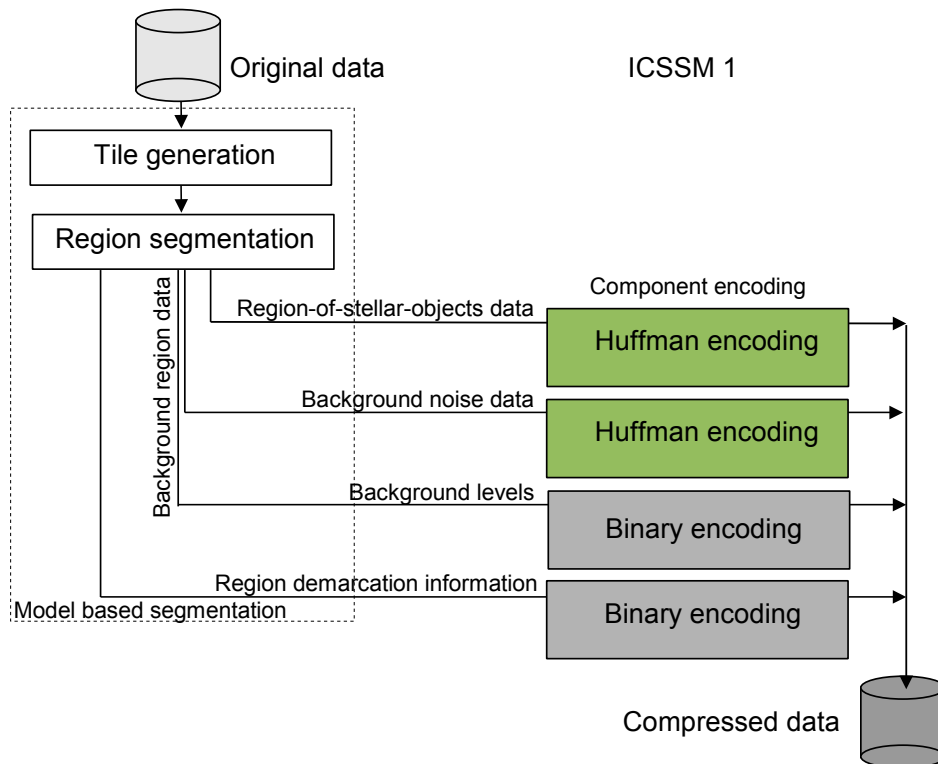 Original data
ICSSM 1
Tile generation
Region segmentation
Background region data
Component encoding
Region-of-stellar-objects data
Huffman encoding
Background noise data
Huffman encoding
Background levels
Binary encoding
Region demarcation information
Binary encoding
Model based segmentation
Compressed data